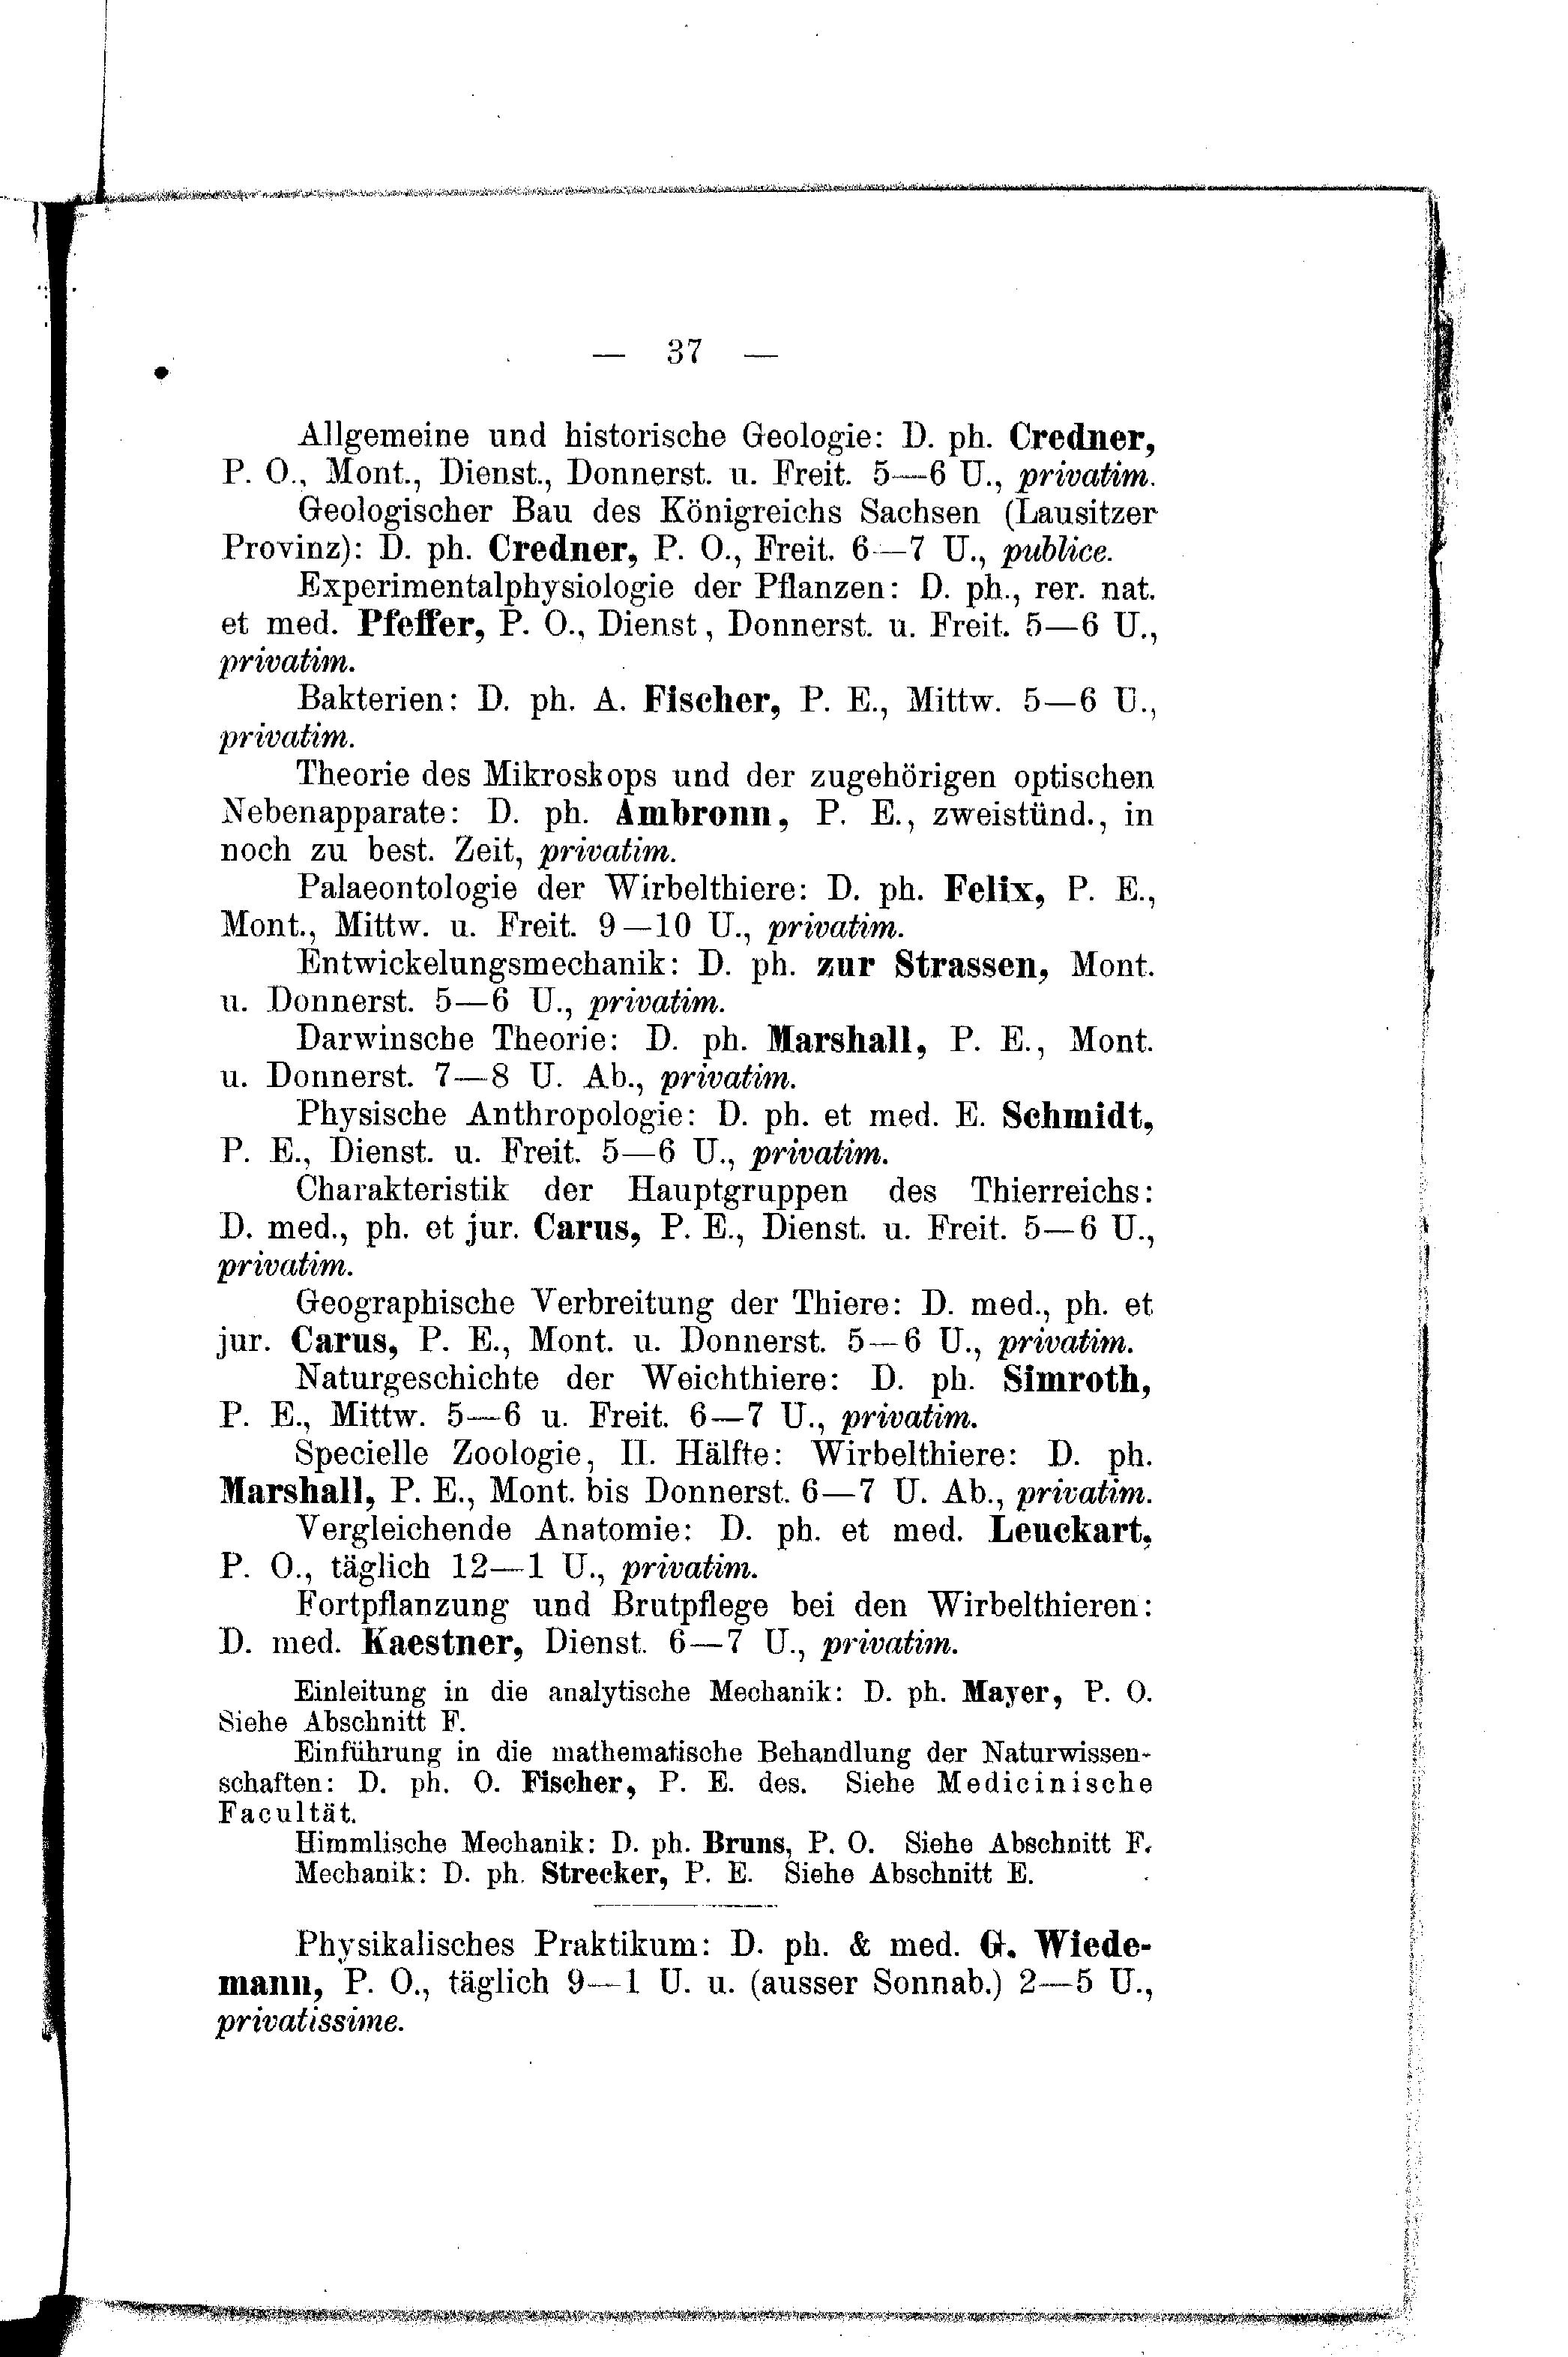 — 37 —
Allgemeine und historische Geologie: D. ph. Credner,
P. O., Mont., Dienst., Donnerst. u. Freit. 5—6 U., privatim.
Geologischer Bau des Königreichs Sachsen (Lausitzer
Provinz): D. ph. Credner, P. O., Freit. 6—7 U., publice.
Experimentalphysiologie der Pflanzen: D. ph., rer. nat.
et med. Pfeffer, P. O., Dienst, Donnerst. u. Freit. 5—6 U.,
privatim.
Bakterien: D. ph. A. Fischer, P. E., Mittw. 5—6 U.,
privatim.
Theorie des Mikroskops und der zugehörigen optischen
Nebenapparate: D. ph. Ambronn, P. E., zweistünd., in
noch zu best. Zeit, privatim.
Palaeontologie der Wirbelthiere: D. ph. Felix, P. E.,
Mont., Mittw. u. Freit. 9—10 U., privatim.
Entwickelungsmechanik: D. ph. zur Strassen, Mont.
u. Donnerst. 5—6 U., privatim.
Darwinsche Theorie: D. ph. Marshall, P. E., Mont.
u. Donnerst. 7—8 U. Ab., privatim.
Physische Anthropologie: D. ph. et med. E. Schmidt,
P. E., Dienst. u. Freit. 5—6 U., privatim.
Charakteristik der Hauptgruppen des Thierreichs:
D. med., ph. et jur. Carus, P. E., Dienst. u. Freit. 5—6 U.,
privatim.
Geographische Verbreitung der Thiere: D. med., ph. et
jur. Carus, P. E., Mont. u. Donnerst. 5—6 U., privatim.
Naturgeschichte der Weichthiere: D. ph. Simroth,
P. E., Mittw. 5—6 u. Freit. 6—7 U., privatim.
Specielle Zoologie, II. Hälfte: Wirbelthiere: D. ph.
Marshall, P. E., Mont. bis Donnerst. 6—7 U. Ab., privatim.
Vergleichende Anatomie: D. ph. et med. Leuckart,
P. O., täglich 12—1 U., privatim.
Fortpflanzung und Brutpflege bei den Wirbelthieren:
D. med. Kaestner, Dienst. 6—7 U., privatim.
Einleitung in die analytische Mechanik: D. ph. Mayer, P. O.
Siehe Abschnitt F.
Einführung in die mathematische Behandlung der Naturwissen-
schaften: D. ph. O. Fischer, P. E. des. Siehe Medicinische
Facultät.
Himmlische Mechanik: D. ph. Bruns, P. O. Siehe Abschnitt F.
Mechanik: D. ph. Strecker, P. E. Siehe Abschnitt E.
Physikalisches Praktikum: D. ph. & med. G. Wiede-
mann, P. O., täglich 9—1 U. u. (ausser Sonnab.) 2—5 U.,
privatissime.